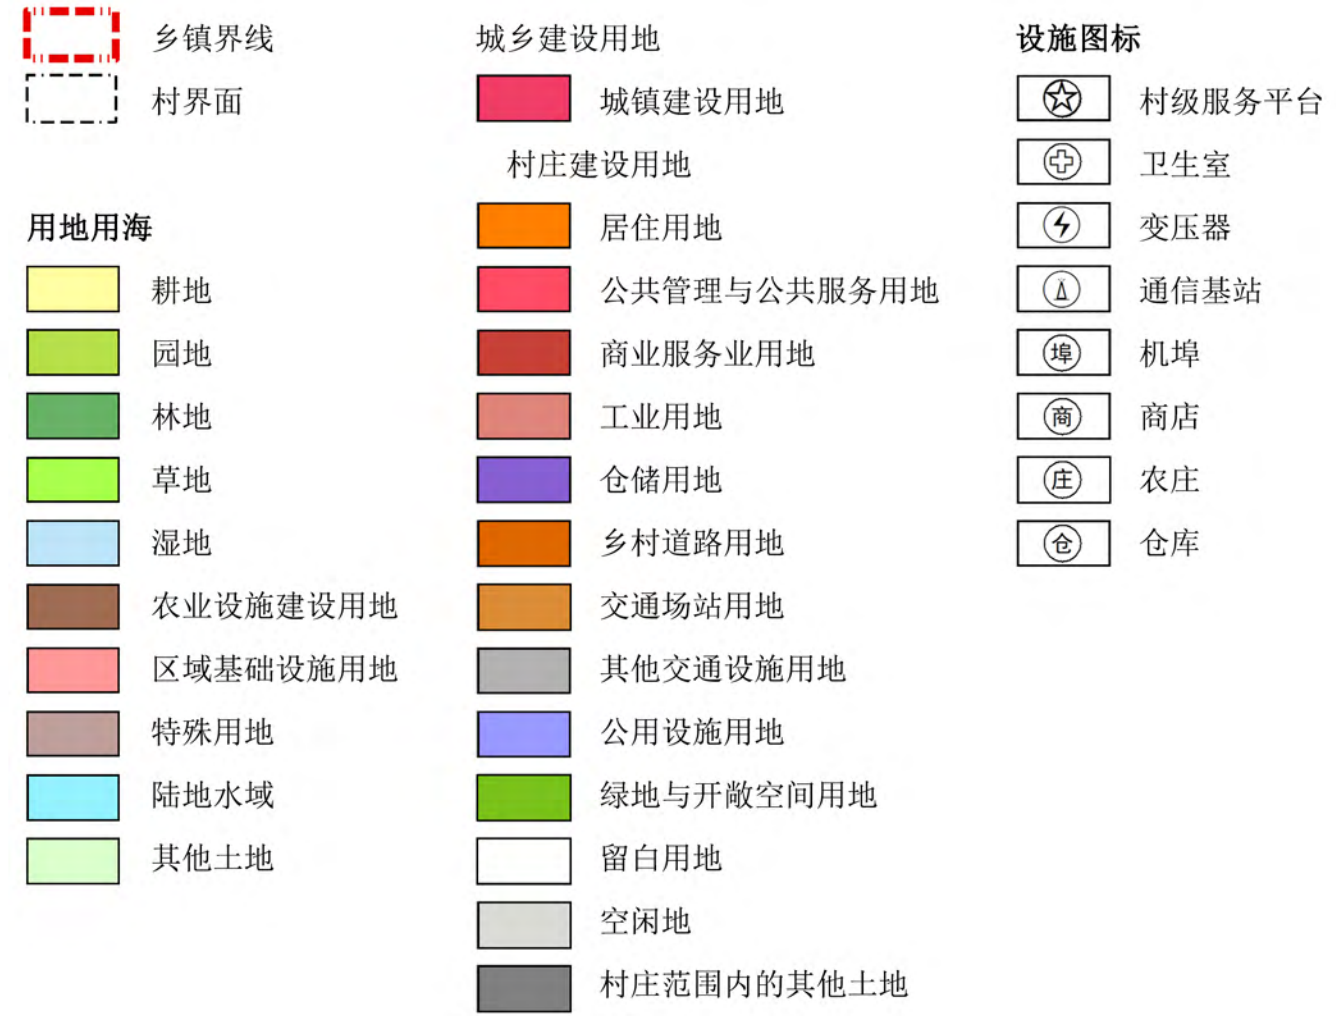 乡镇界线
村界面
用地用海
耕地
园地
林地
草地
湿地
农业设施建设用地
区域基础设施用地
特殊用地
陆地水域
其他土地
城乡建设用地
城镇建设用地
村庄建设用地
居住用地
公共管理与公共服务用地
商业服务业用地
工业用地
仓储用地
乡村道路用地
交通场站用地
其他交通设施用地
公用设施用地
绿地与开敞空间用地
留白用地
空闲地
村庄范围内的其他土地
设施图标
村级服务平台
卫生室
变压器
通信基站
埠 机埠
商 商店
庄 农庄
仓 仓库